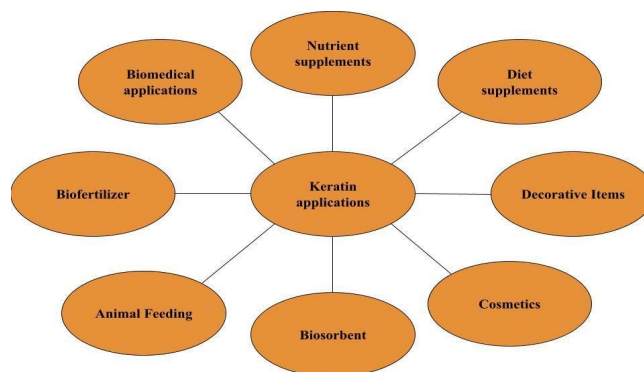 Nutrient
supplements
Biomedical
applications
Diet
supplements
Biofertilizer
Keratin
applications
Decorative Items
Animal Feeding
Cosmetics
Biosorbent